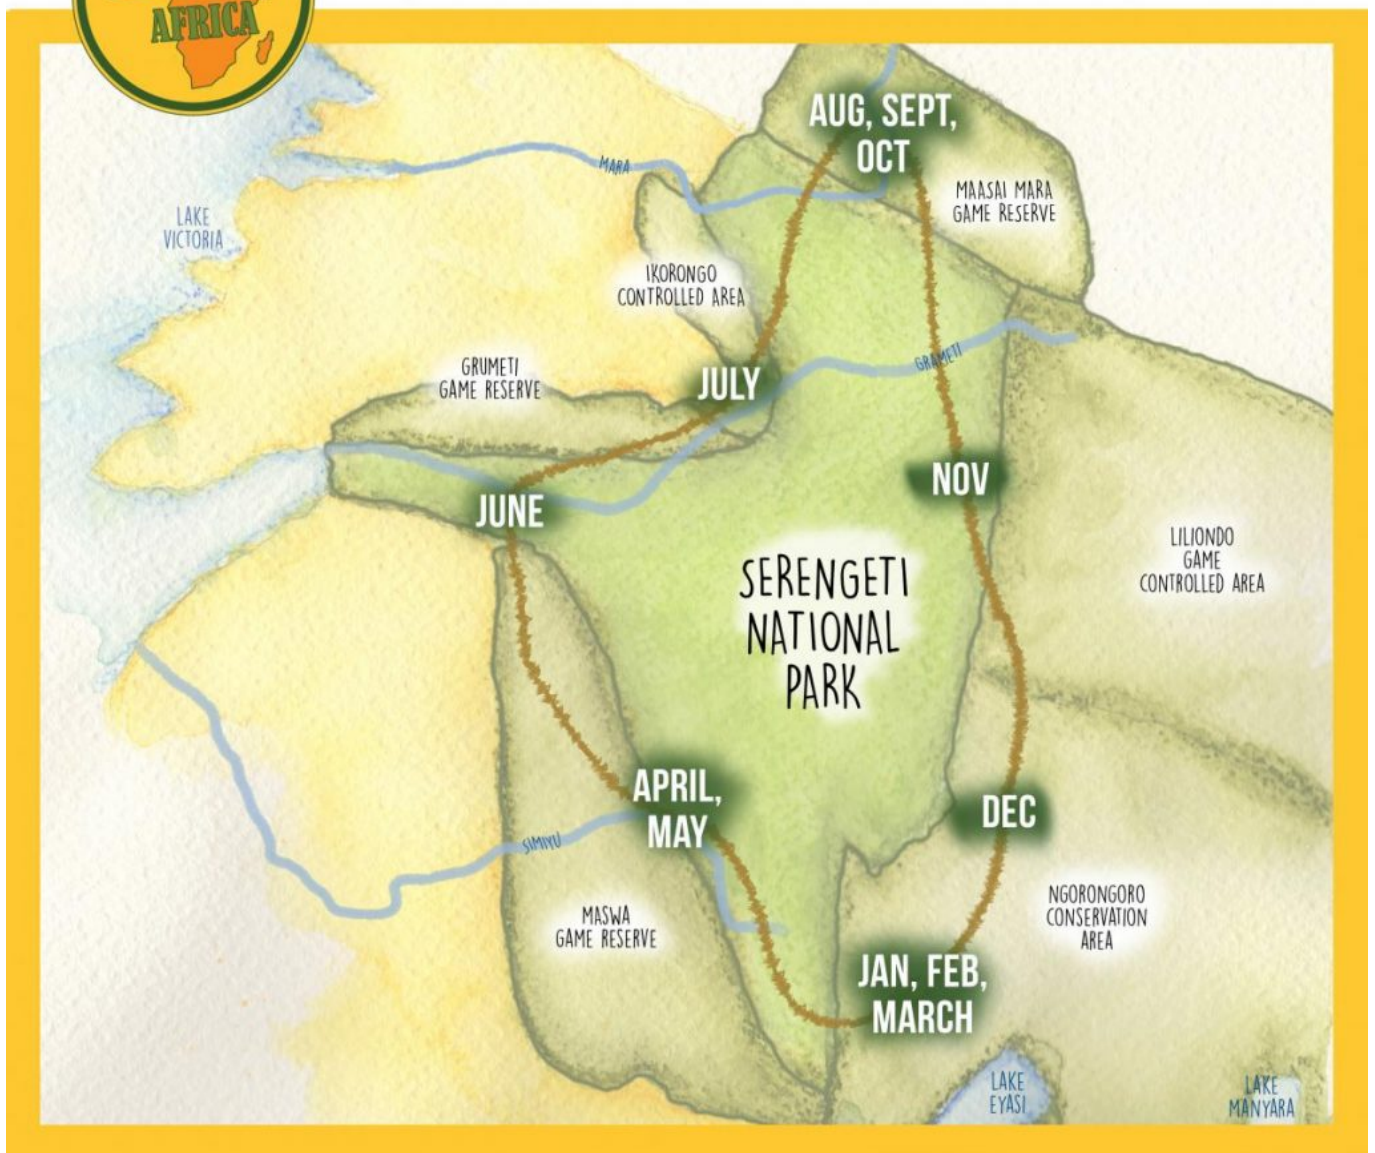 AFRICA
AUG, SEPT,
OCT
MARA
MAASAI MARA
GAME RESERVE
LAKE
VICTORIA
IKORONGO
CONTROLLED AREA
GRAMETI
GRUMETI
GAME RESERVE
JULY
NOV
JUNE
LILIONDO
GAME
CONTROLLED AREA
SERENGETI
NATIONAL
PARK
APRIL,
MAY
DEC
SIMIYU
NGORONGORO
CONSERVATION
AREA
MASWA
GAME RESERVE
JAN, FEB,
MARCH
LAKE
EYASI
LAKE
MANYARA